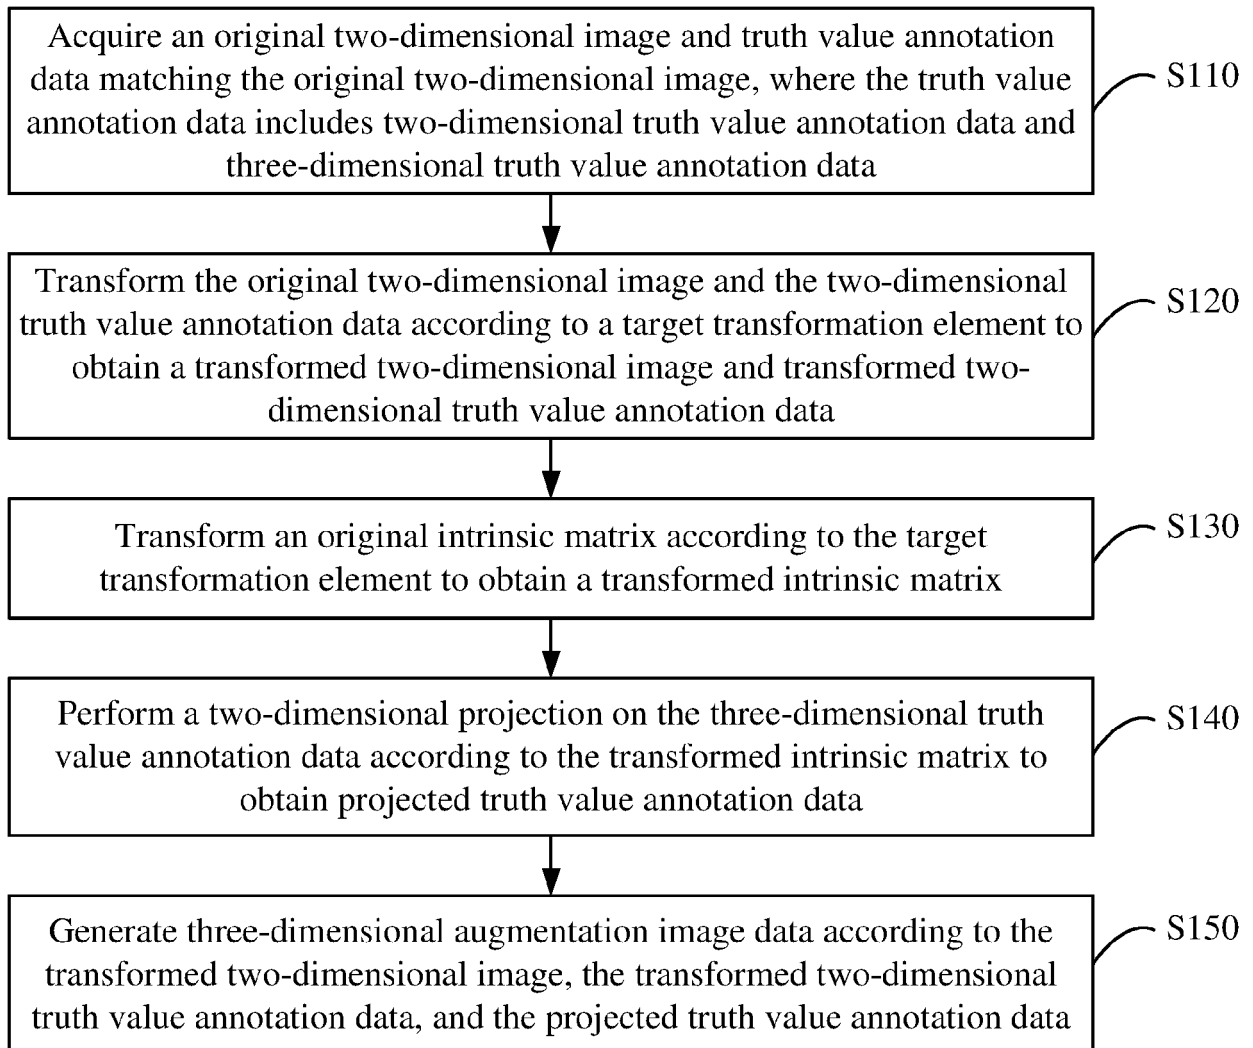 Acquire an original two-dimensional image and truth value annotation
data matching the original two-dimensional image, where the truth
annotation data includes two-dimensional truth value annotation data and
three-dimensional truth value annotation data
S110
Transform the original two-dimensional image and the two-dimensional
truth value annotation data according to a target transformation element to
obtain a transformed two-dimensional image and transformed two-
dimensional truth value annotation data
S120
Transform an original intrinsic matrix according to the target
transformation element to obtain a transformed intrinsic matrix
S130
Perform a two-dimensional projection on the three-dimensional truth
value annotation data according to the transformed intrinsic matrix to
obtain projected truth value annotation data
S140
Generate three-dimensional augmentation image data according to the
transformed two-dimensional image, the transformed two-dimensional
truth value annotation data, and the projected truth value annotation data
S150